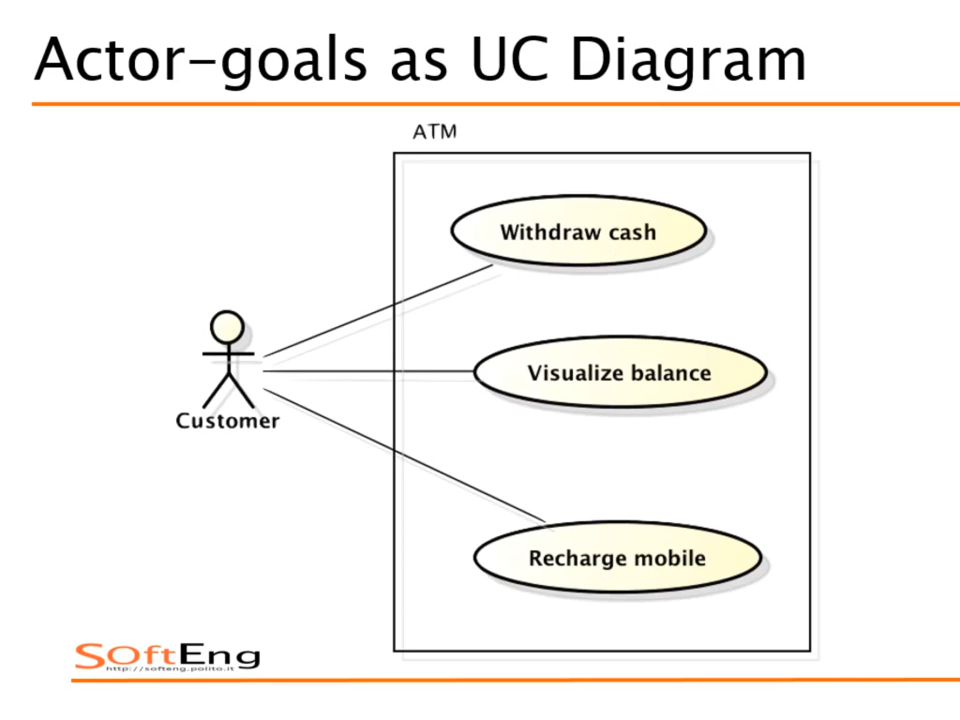 Actor-goals as UC Diagram
ATM
Withdraw cash
Visualize balance
Customer
Recharge mobile
SOftEng
http://softeng.polito.it